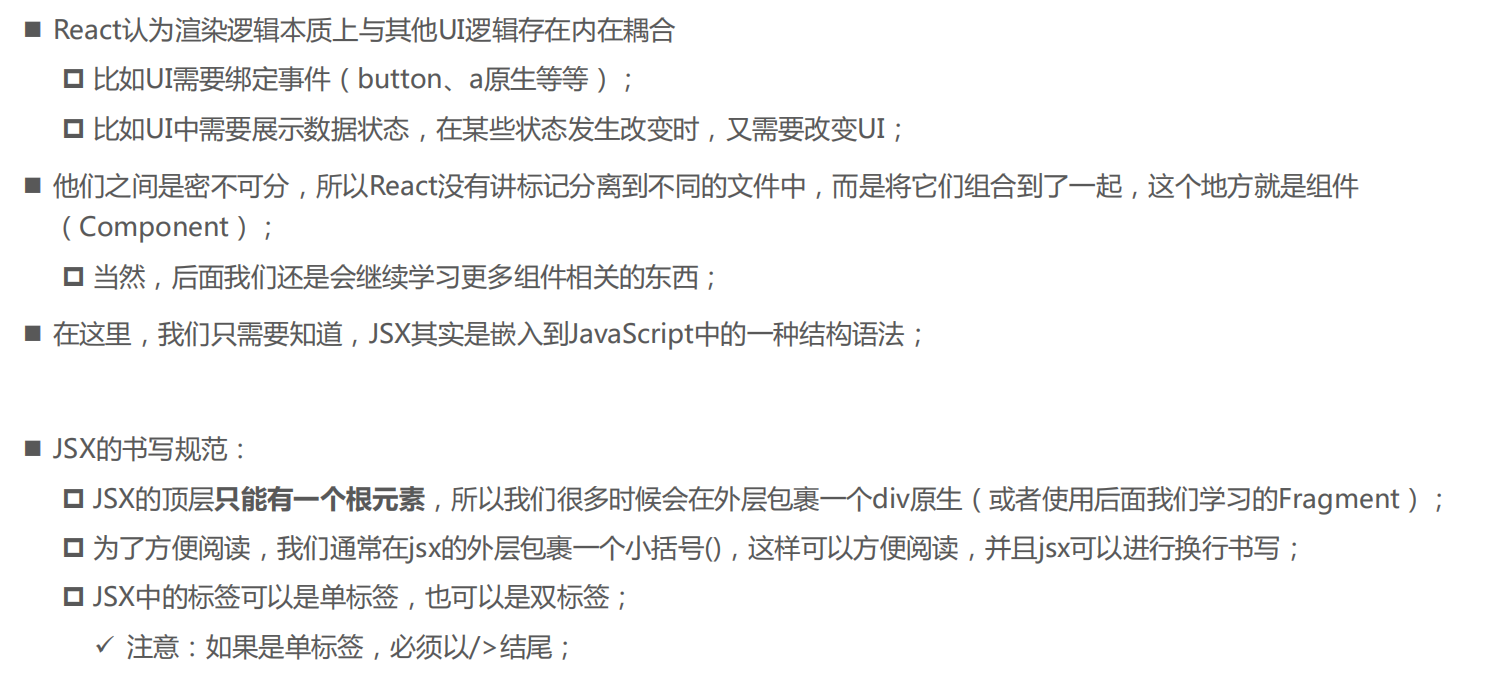 ■ React认为渲染逻辑本质上与其他UI逻辑存在内在耦合
比如UI需要绑定事件（button、a原生等等）；
比如UI中需要展示数据状态，在某些状态发生改变时，又需要改变UI；
■ 他们之间是密不可分，所以React没有讲标记分离到不同的文件中，而是将它们组合到了一起，这个地方就是组件
（Component）；
当然，后面我们还是会继续学习更多组件相关的东西；
■ 在这里，我们只需要知道，JSX其实是嵌入到JavaScript中的一种结构语法；
■ JSX的书写规范：
JSX的顶层只能有一个根元素，所以我们很多时候会在外层包裹一个div原生（或者使用后面我们学习的Fragment）；
为了方便阅读，我们通常在jsx的外层包裹一个小括号()，这样可以方便阅读，并且jsx可以进行换行书写；
JSX中的标签可以是单标签，也可以是双标签；
✓ 注意：如果是单标签，必须以/>结尾；